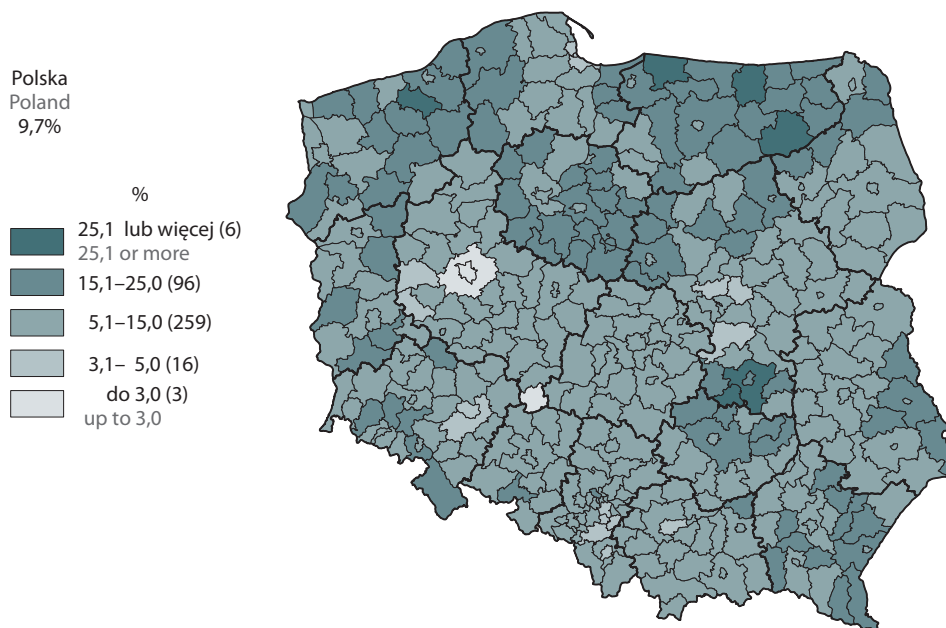 Polska
Poland
9,7%
%
25,1 lub więcej (6)
25,1 or more
15,1–25,0 (96)
5,1–15,0 (259)
3,1– 5,0 (16)
do 3,0 (3)
up to 3,0